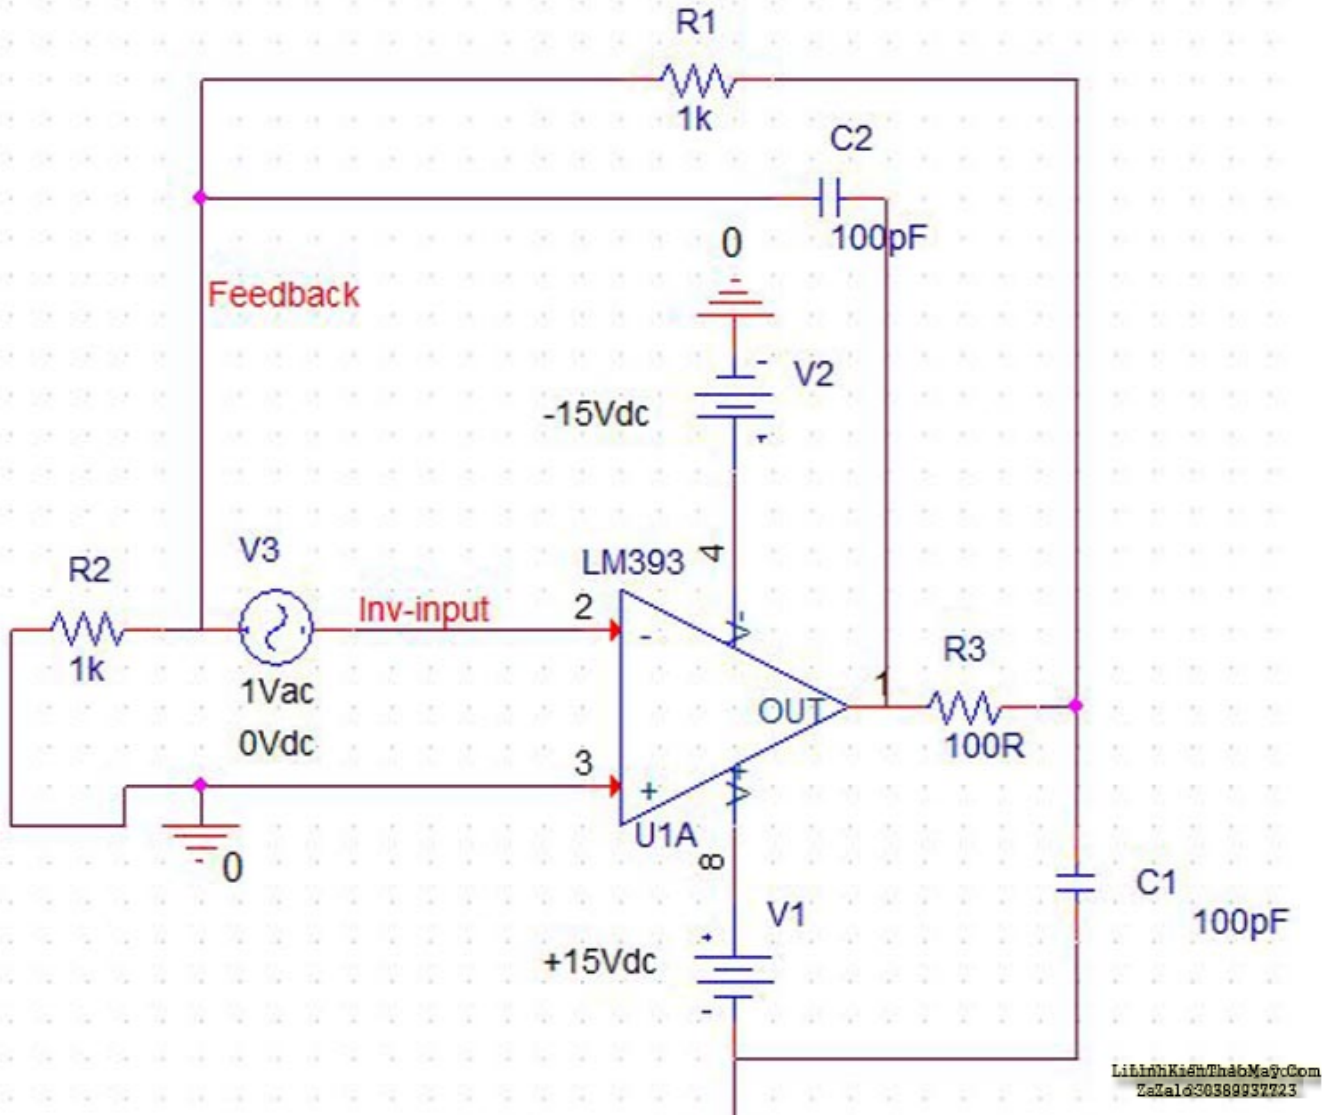 R1
1k
C2
100pF
0
Feedback
V2
-15Vdc
4
V3
LM393
R2
Inv-input
2
-
V-
R3
1k
1Vac
1
OUT
0Vdc
100R
3
+
V+
U1A
0
8
C1
V1
100pF
+15Vdc